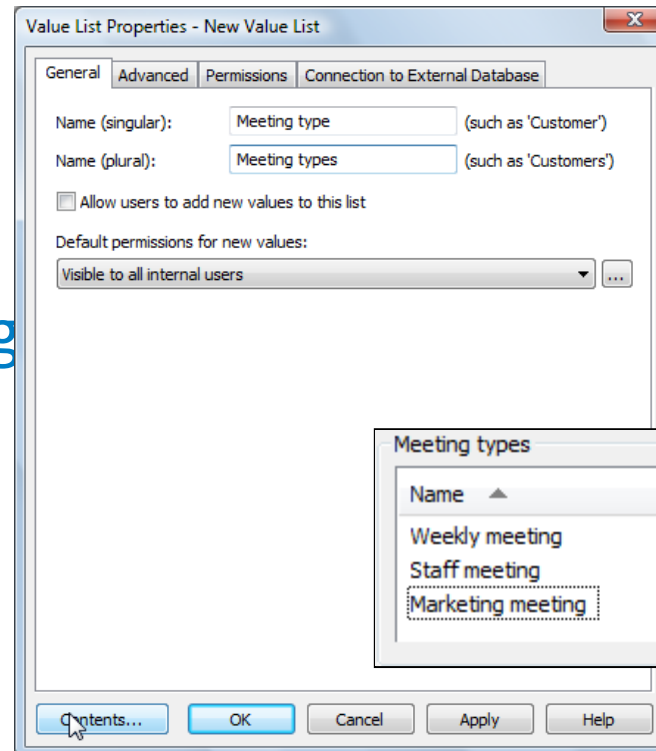 Value List Properties - New Value List
General Advanced Permissions Connection to External Database
Name (singular): Meeting type (such as 'Customer')
Name (plural): Meeting types (such as 'Customers')
Allow users to add new values to this list
Default permissions for new values:
Visible to all internal users ...
g
Meeting types
Name
Weekly meeting
Staff meeting
Marketing meeting
Contents... OK Cancel Apply Help